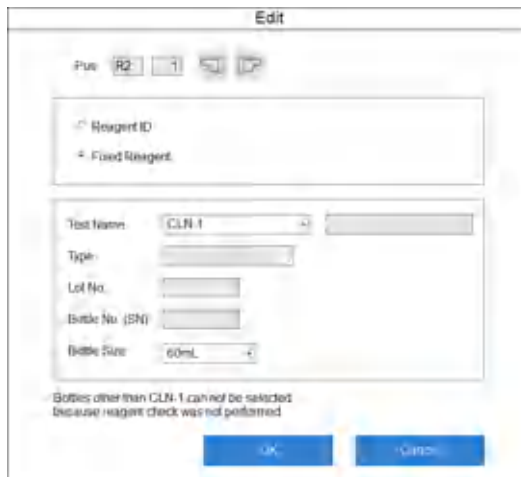 Edit
Pos R2 1
Reagent ID
Fixed Reagent
Test Name CLN-1
Type
Lot No.
Bottle No. (SN)
Bottle Size 60mL
Bottles other than CLN-1 can not be selected
because reagent check was not performed
OK Cancel